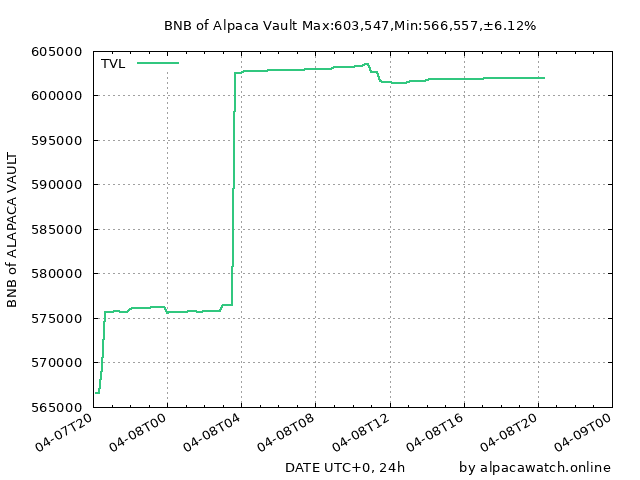 BNB of Alpaca Vault Max:603,547,Min:566,557,±6.12%
TVL
605000
600000
595000
590000
585000
580000
575000
570000
565000
BNB of ALAPACA VAULT
04-07T20
04-08T00
04-08T04
04-08T08
04-08T12
04-08T16
04-08T20
04-09T00
DATE UTC+0, 24h
by alpacawatch.online